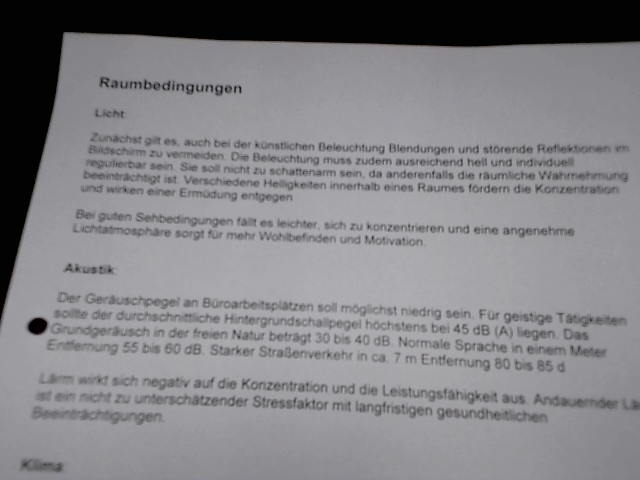 Raumbedingungen
Licht:
Zunächst gilt es, auch bei der künstlichen Beleuchtung Blendungen und störende Reflektionen im
Bildschirm zu vermeiden. Die Beleuchtung muss zudem ausreichend hell und individuell
regulierbar sein. Sie soll nicht zu schattenarm sein, da anderenfalls die räumliche Wahrnehmung
beeinträchtigt ist. Verschiedene Helligkeiten innerhalb eines Raumes fördern die Konzentration
und wirken einer Ermüdung entgegen
Bei guten Sehbedingungen fällt es leichter, sich zu konzentrieren und eine angenehme
Lichtatmosphäre sorgt für mehr Wohlbefinden und Motivation.
Akustik:
Der Geräuschpegel an Büroarbeitsplätzen soll möglichst niedrig sein. Für geistige Tätigkeiten
sollte der durchschnittliche Hintergrundschallpegel höchstens bei 45 dB (A) liegen. Das
Grundgeräusch in der freien Natur beträgt 30 bis 40 dB. Normale Sprache in einem Meter
Entfernung 55 bis 60 dB. Starker Straßenverkehr in ca. 7 m Entfernung 80 bis 85 d
Lärm wirkt sich negativ auf die Konzentration und die Leistungsfähigkeit aus. Andauernder
ist ein nicht zu unterschätzender Stressfaktor mit langfristigen gesundheitlichen
Beeinträchtigungen.
Klima: